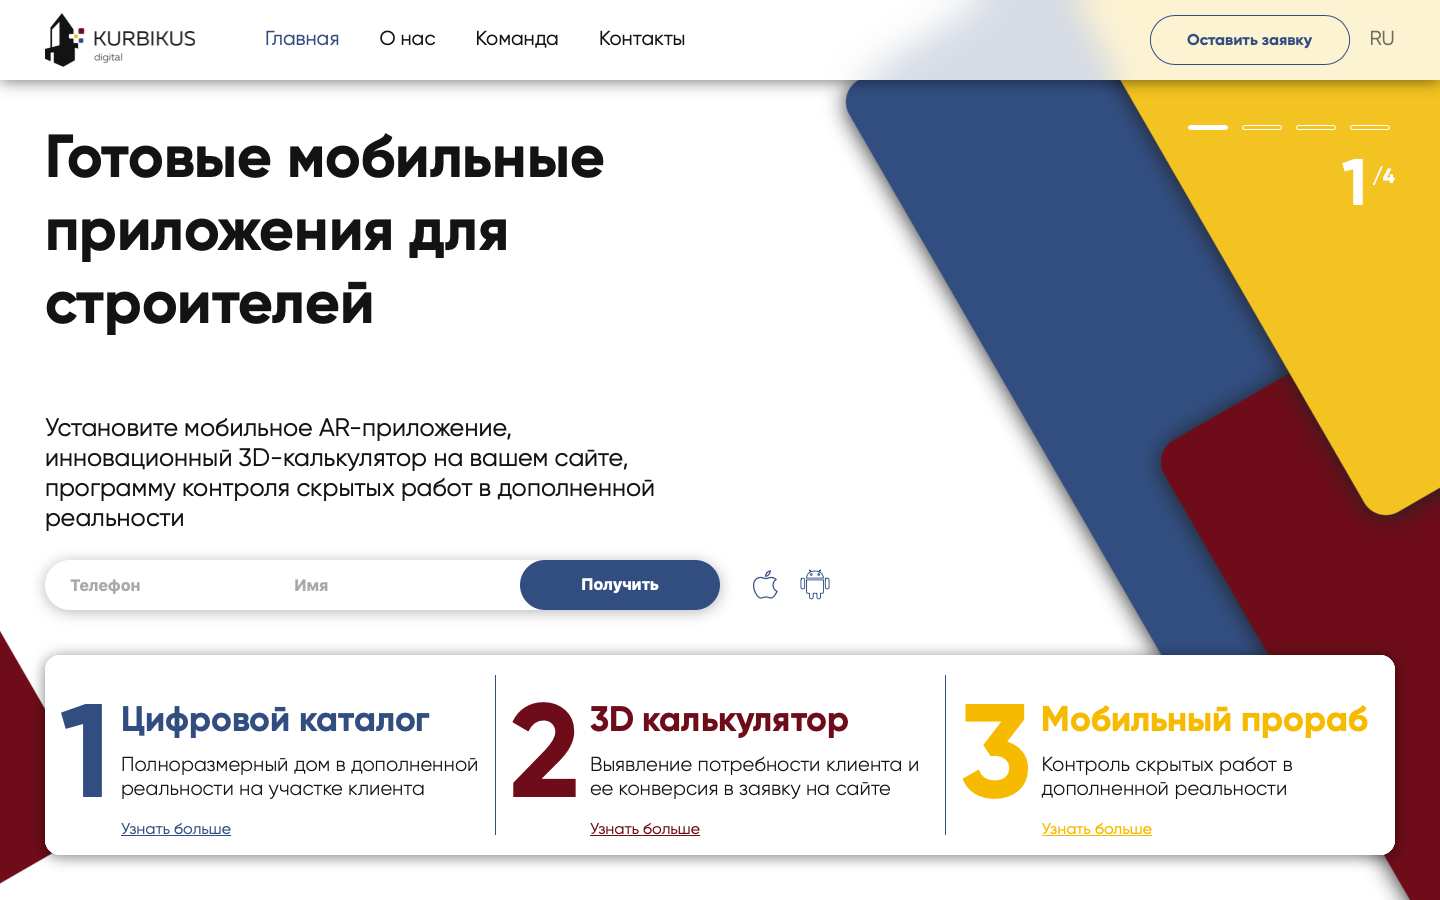 KURBIKUS
digital
Главная
О нас
Команда
Контакты
Оставить заявку
RU
1 /4
Готовые мобильные
приложения для
строителей
Установите мобильное AR-приложение,
инновационный 3D-калькулятор на вашем сайте,
программу контроля скрытых работ в дополненной
реальности
Телефон
Имя
Получить
1
Цифровой каталог
Полноразмерный дом в дополненной
реальности на участке клиента
Узнать больше
2
3D калькулятор
Выявление потребности клиента и
ее конверсия в заявку на сайте
Узнать больше
3
Мобильный прораб
Контроль скрытых работ в
дополненной реальности
Узнать больше